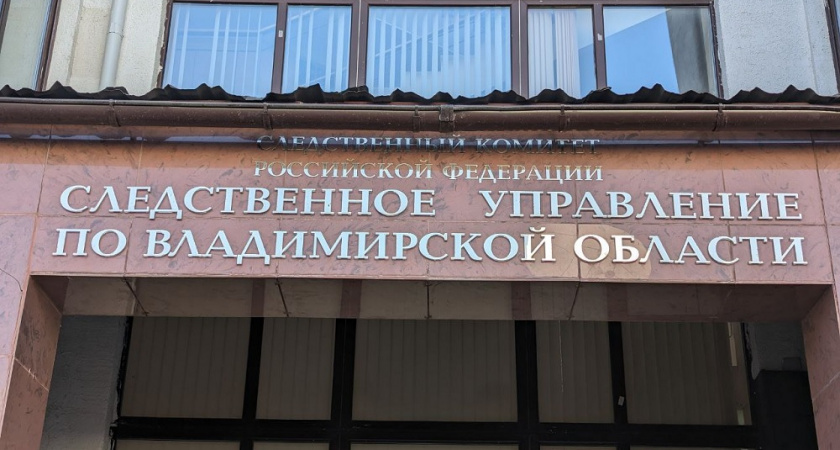 СЛЕДСТВЕННЫЙ КОМИТЕТ
РОССИЙСКОЙ ФЕДЕРАЦИИ
СЛЕДСТВЕННОЕ УПРАВЛЕНИЕ
ПО ВЛАДИМИРСКОЙ ОБЛАСТИ